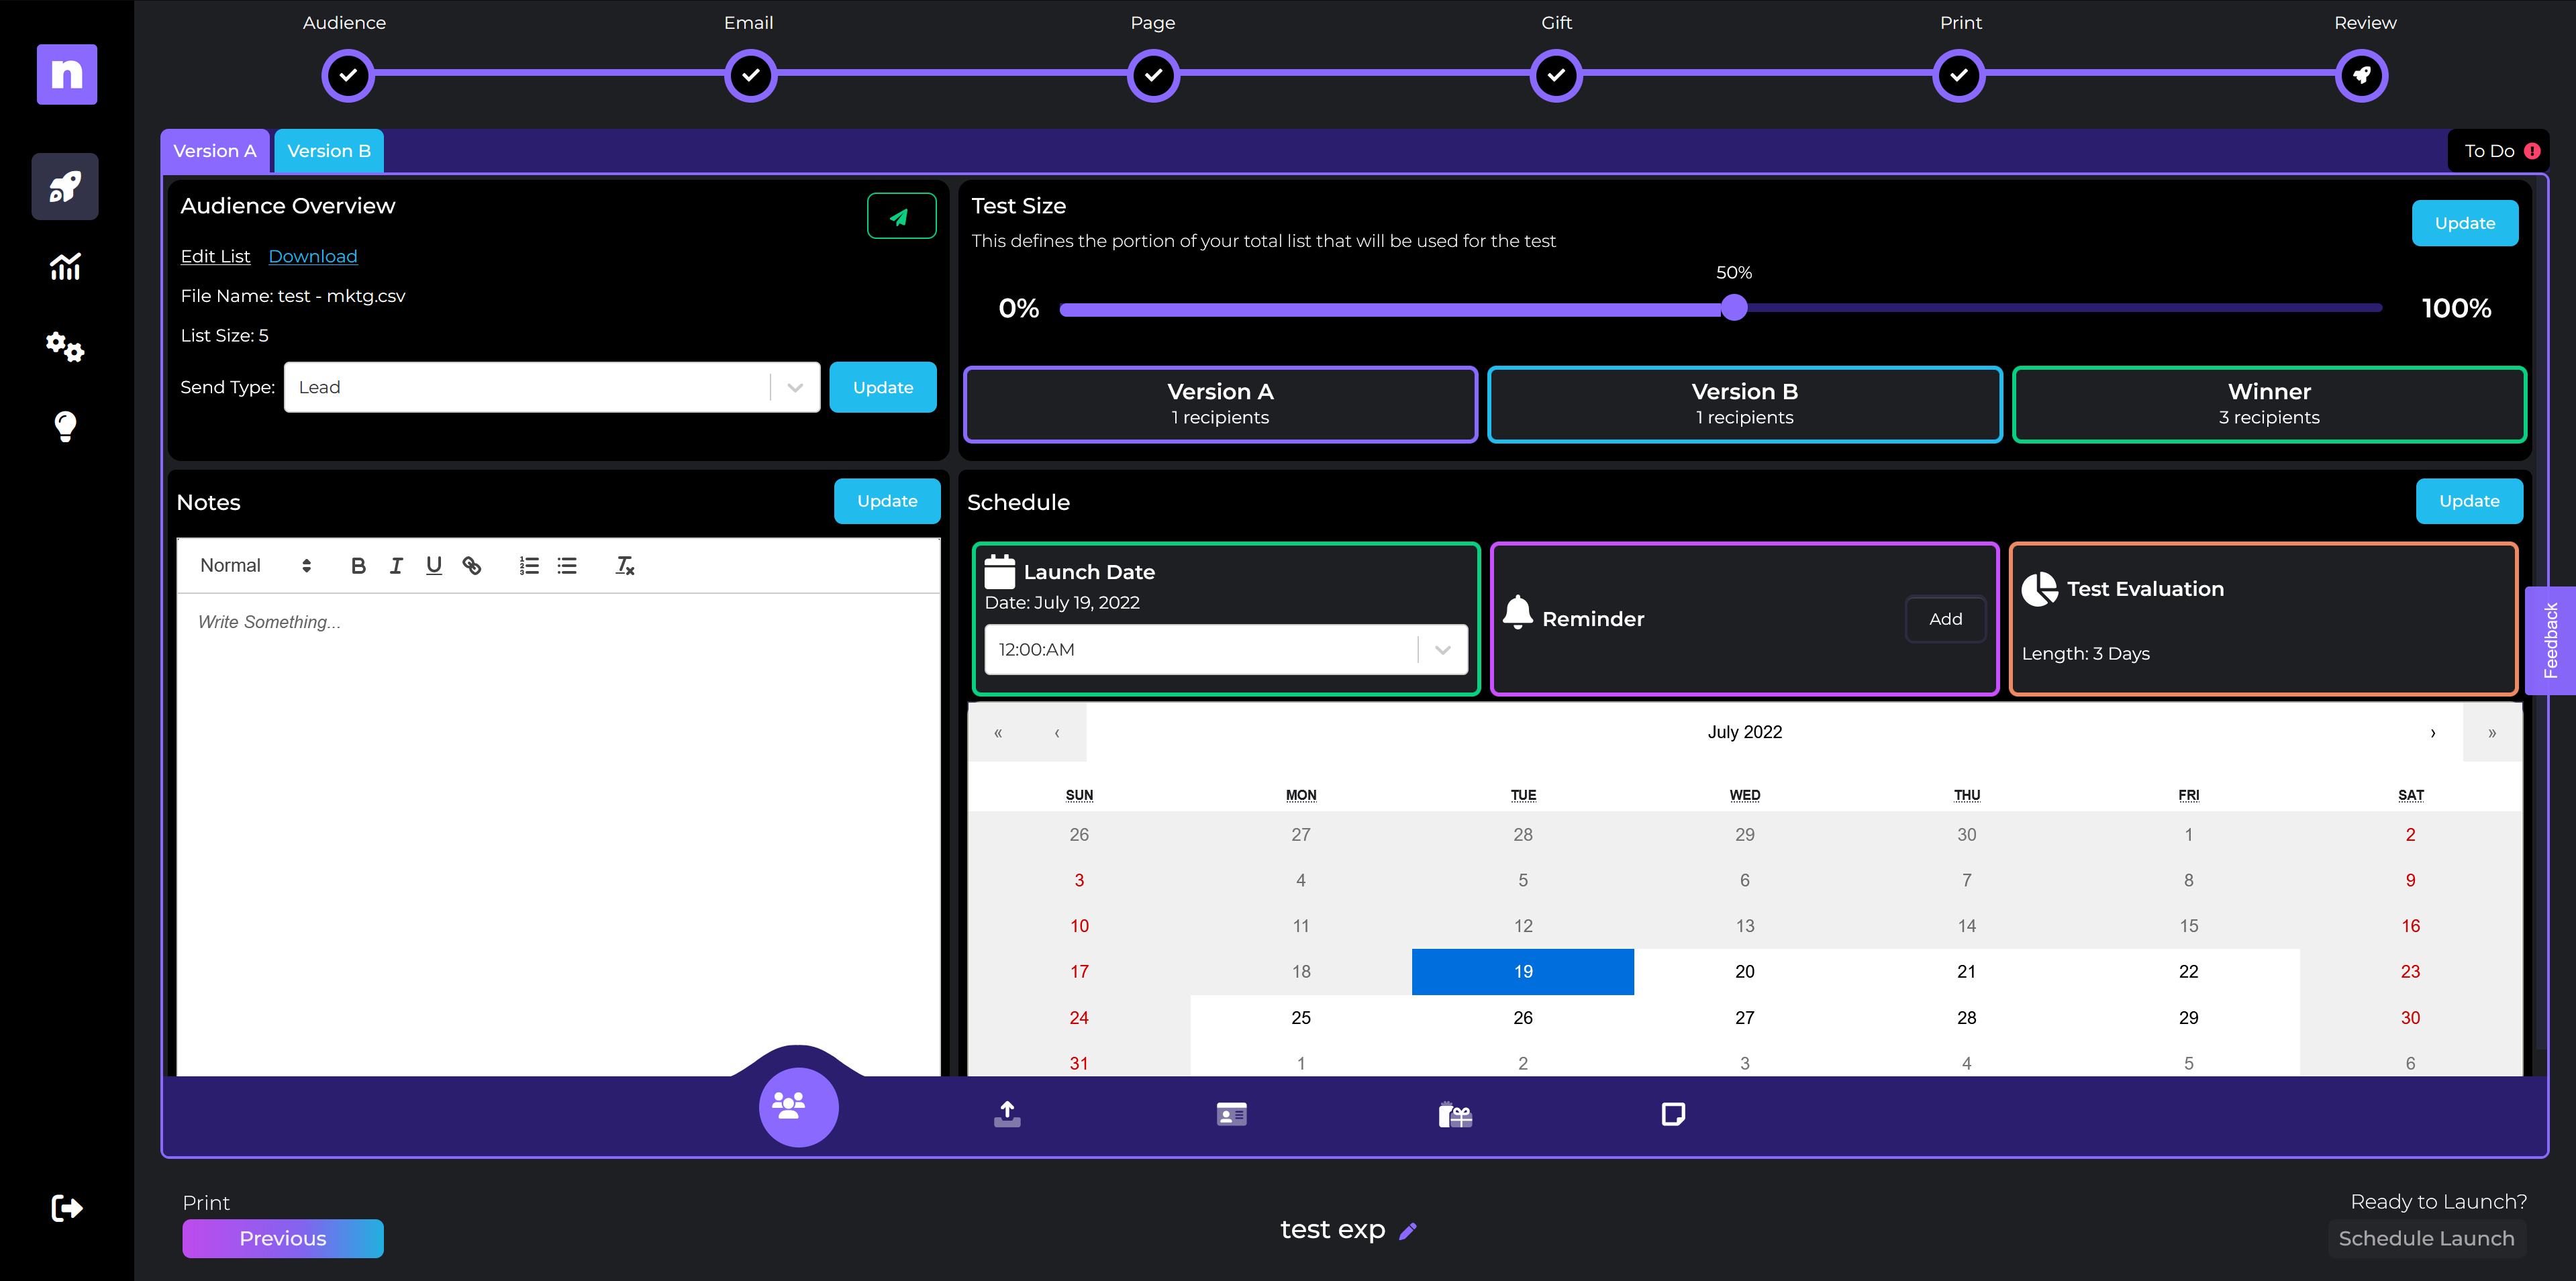 Audience
Email
Page
Gift
Print
Review
n
Version A
Version B
To Do
Audience Overview
Edit List Download
File Name: test - mktg.csv
List Size: 5
Send Type: Lead
Update
Test Size
This defines the portion of your total list that will be used for the test
Update
50%
0%
100%
Version A
1 recipients
Version B
1 recipients
Winner
3 recipients
Notes
Update
Normal
B I U
Write Something...
Schedule
Update
Launch Date
Date: July 19, 2022
12:00:AM
Reminder
Add
Test Evaluation
Length: 3 Days
Feedback
« ‹ July 2022 › »
SUN MON TUE WED THU FRI SAT
26 27 28 29 30 1 2
3 4 5 6 7 8 9
10 11 12 13 14 15 16
17 18 19 20 21 22 23
24 25 26 27 28 29 30
31 1 2 3 4 5 6
Print
Previous
test exp
Ready to Launch?
Schedule Launch